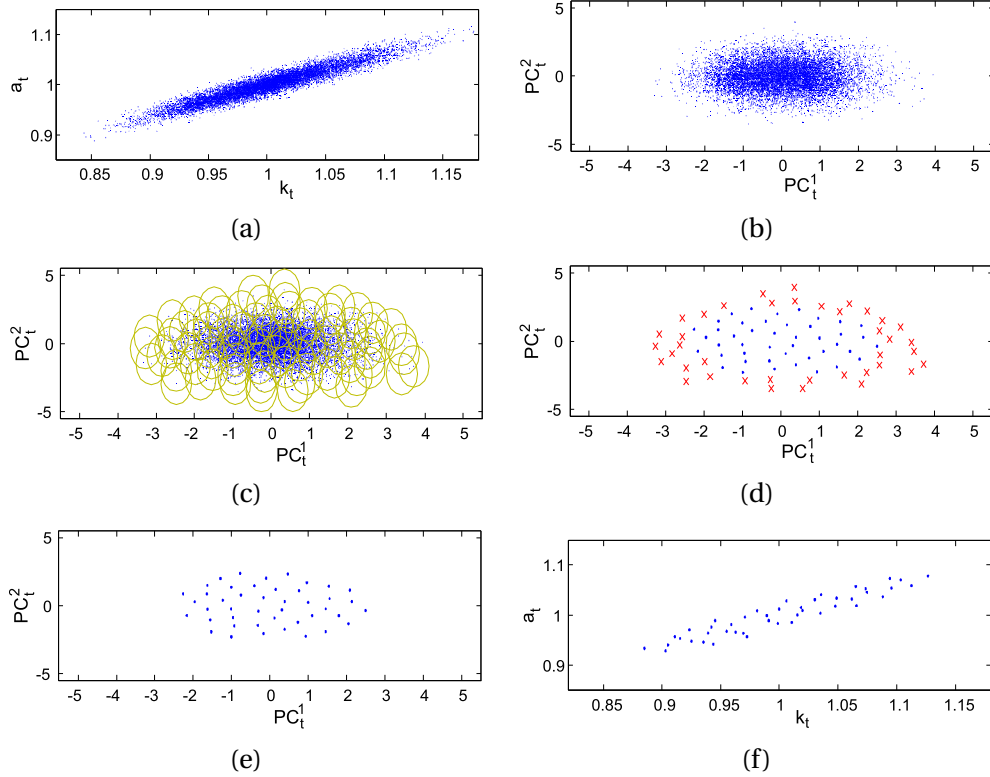 1.1
1
0.9
a_t
0.85 0.9 0.95 1 1.05 1.1 1.15
k_t
(a)
5
0
-5
PC_t^2
-5 -4 -3 -2 -1 0 1 2 3 4 5
PC_t^1
(b)
5
0
-5
PC_t^2
-5 -4 -3 -2 -1 0 1 2 3 4 5
PC_t^1
(c)
5
0
-5
PC_t^2
-5 -4 -3 -2 -1 0 1 2 3 4 5
PC_t^1
(d)
5
0
-5
PC_t^2
-5 -4 -3 -2 -1 0 1 2 3 4 5
PC_t^1
(e)
1.1
1
0.9
a_t
0.85 0.9 0.95 1 1.05 1.1 1.15
k_t
(f)